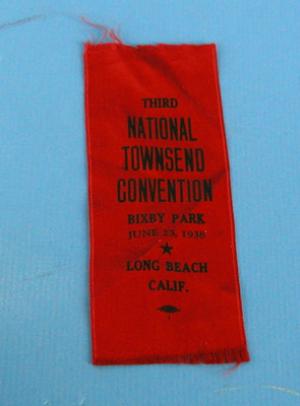 THIRD
NATIONAL
TOWNSEND
CONVENTION
BIXBY PARK
JUNE 23, 1938
LONG BEACH
CALIF.